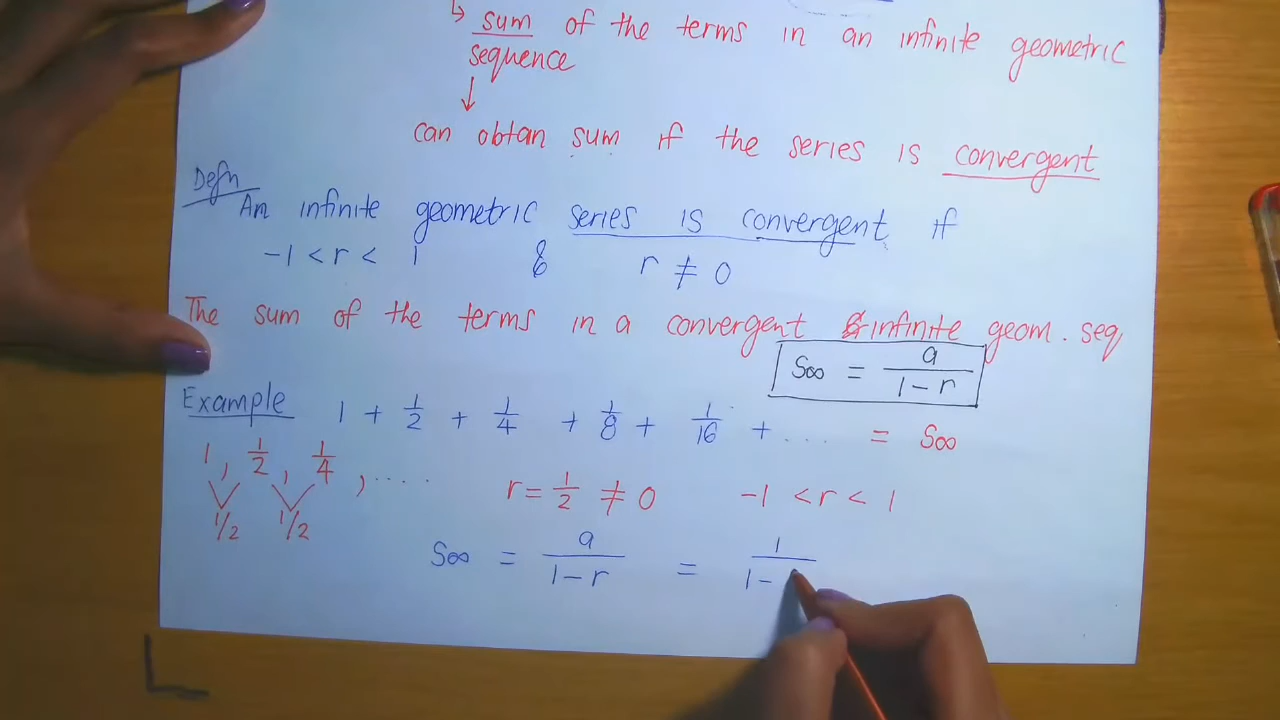 ↳ sum of the terms in an infinite geometric
sequence
↓
can obtan sum if the series is convergent
Defn
An infinite geometric series is convergent if
-1 < r < 1 & r ≠ 0
The sum of the terms in a convergent infinite geom. seq
S∞ = a/(1-r)
Example 1 + 1/2 + 1/4 + 1/8 + 1/16 + .... = S∞
1, 1/2, 1/4, ....
r = 1/2 ≠ 0 -1 < r < 1
1/2 1/2
S∞ = a/(1-r) = 1/(1-